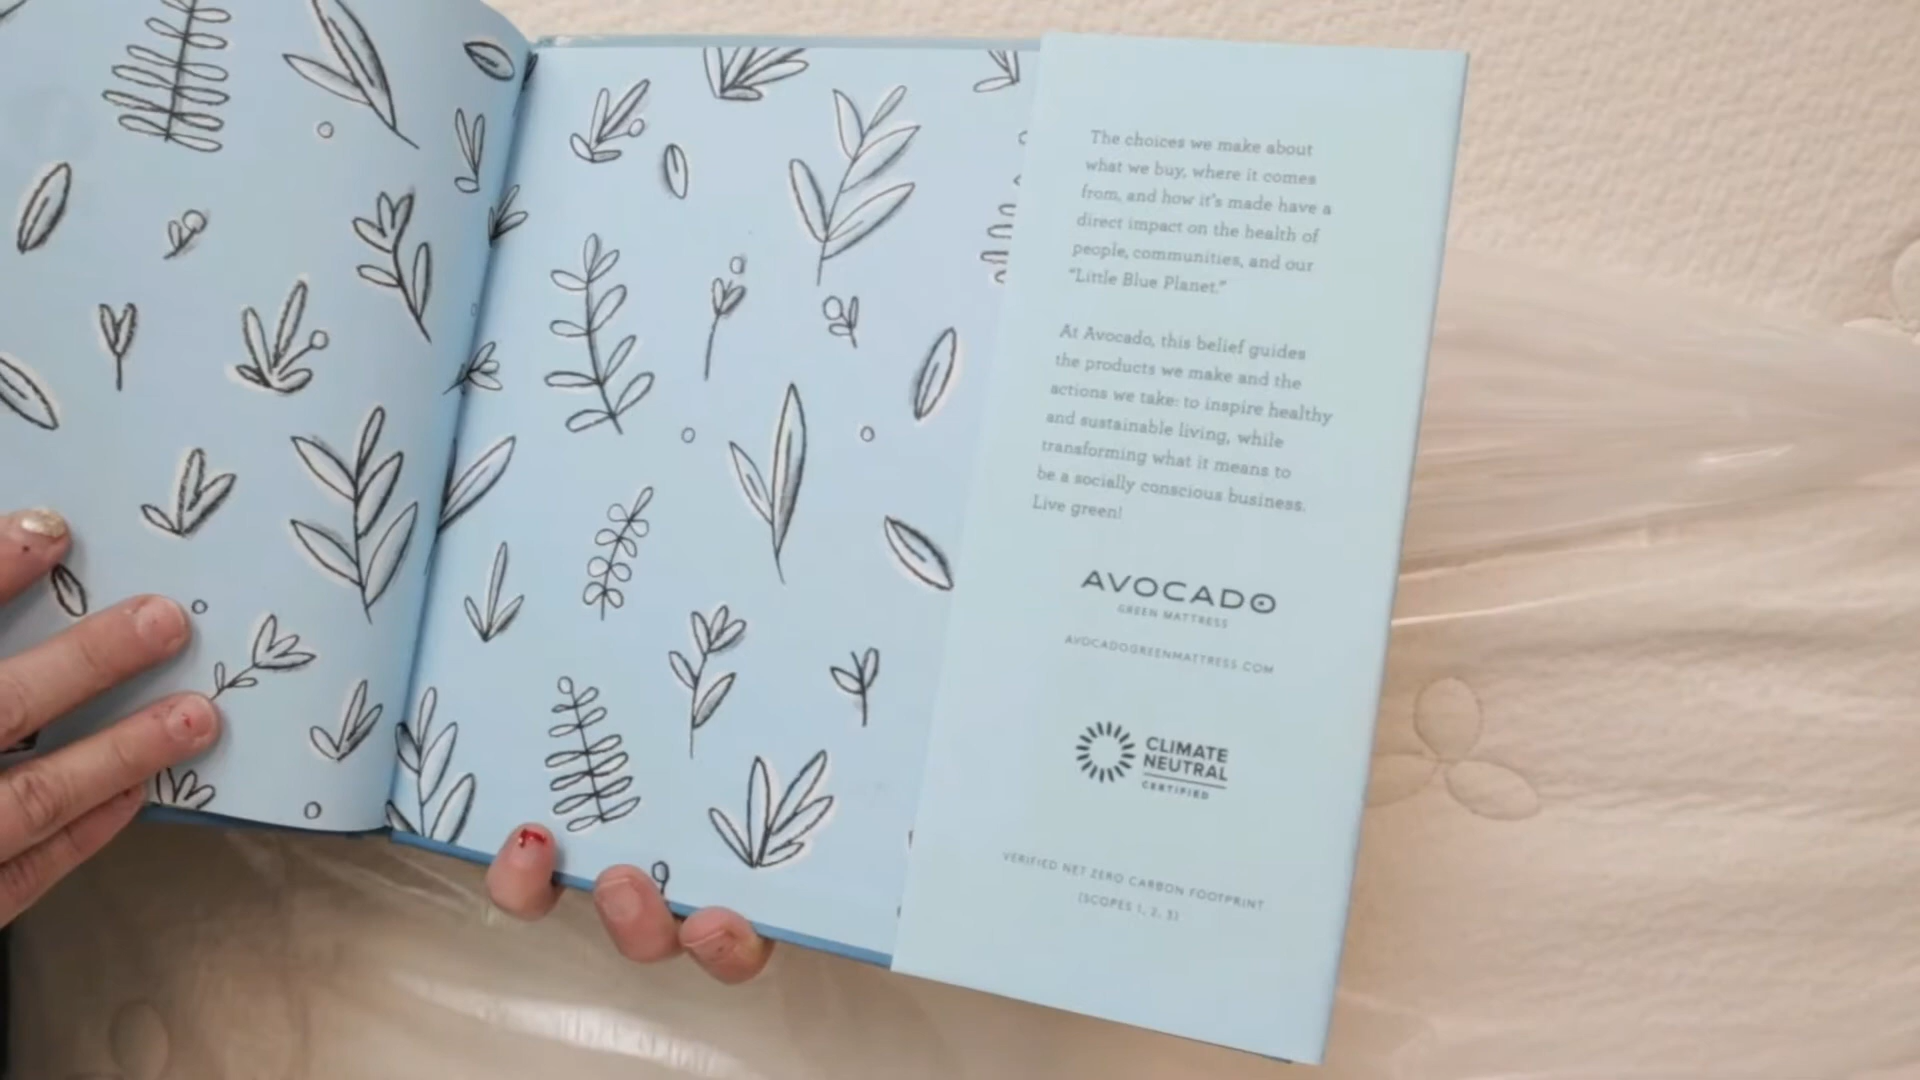 The choices we make about
what we buy, where it comes
from, and how it's made have a
direct impact on the health of
people, communities, and our
"Little Blue Planet."
At Avocado, this belief guides
the products we make and the
actions we take: to inspire healthy
and sustainable living, while
transforming what it means to
be a socially conscious business.
Live green!
AVOCADO
GREEN MATTRESS
AVOCADOGREENMATTRESS.COM
CLIMATE
NEUTRAL
CERTIFIED
VERIFIED NET ZERO CARBON FOOTPRINT
(SCOPES 1, 2, 3)